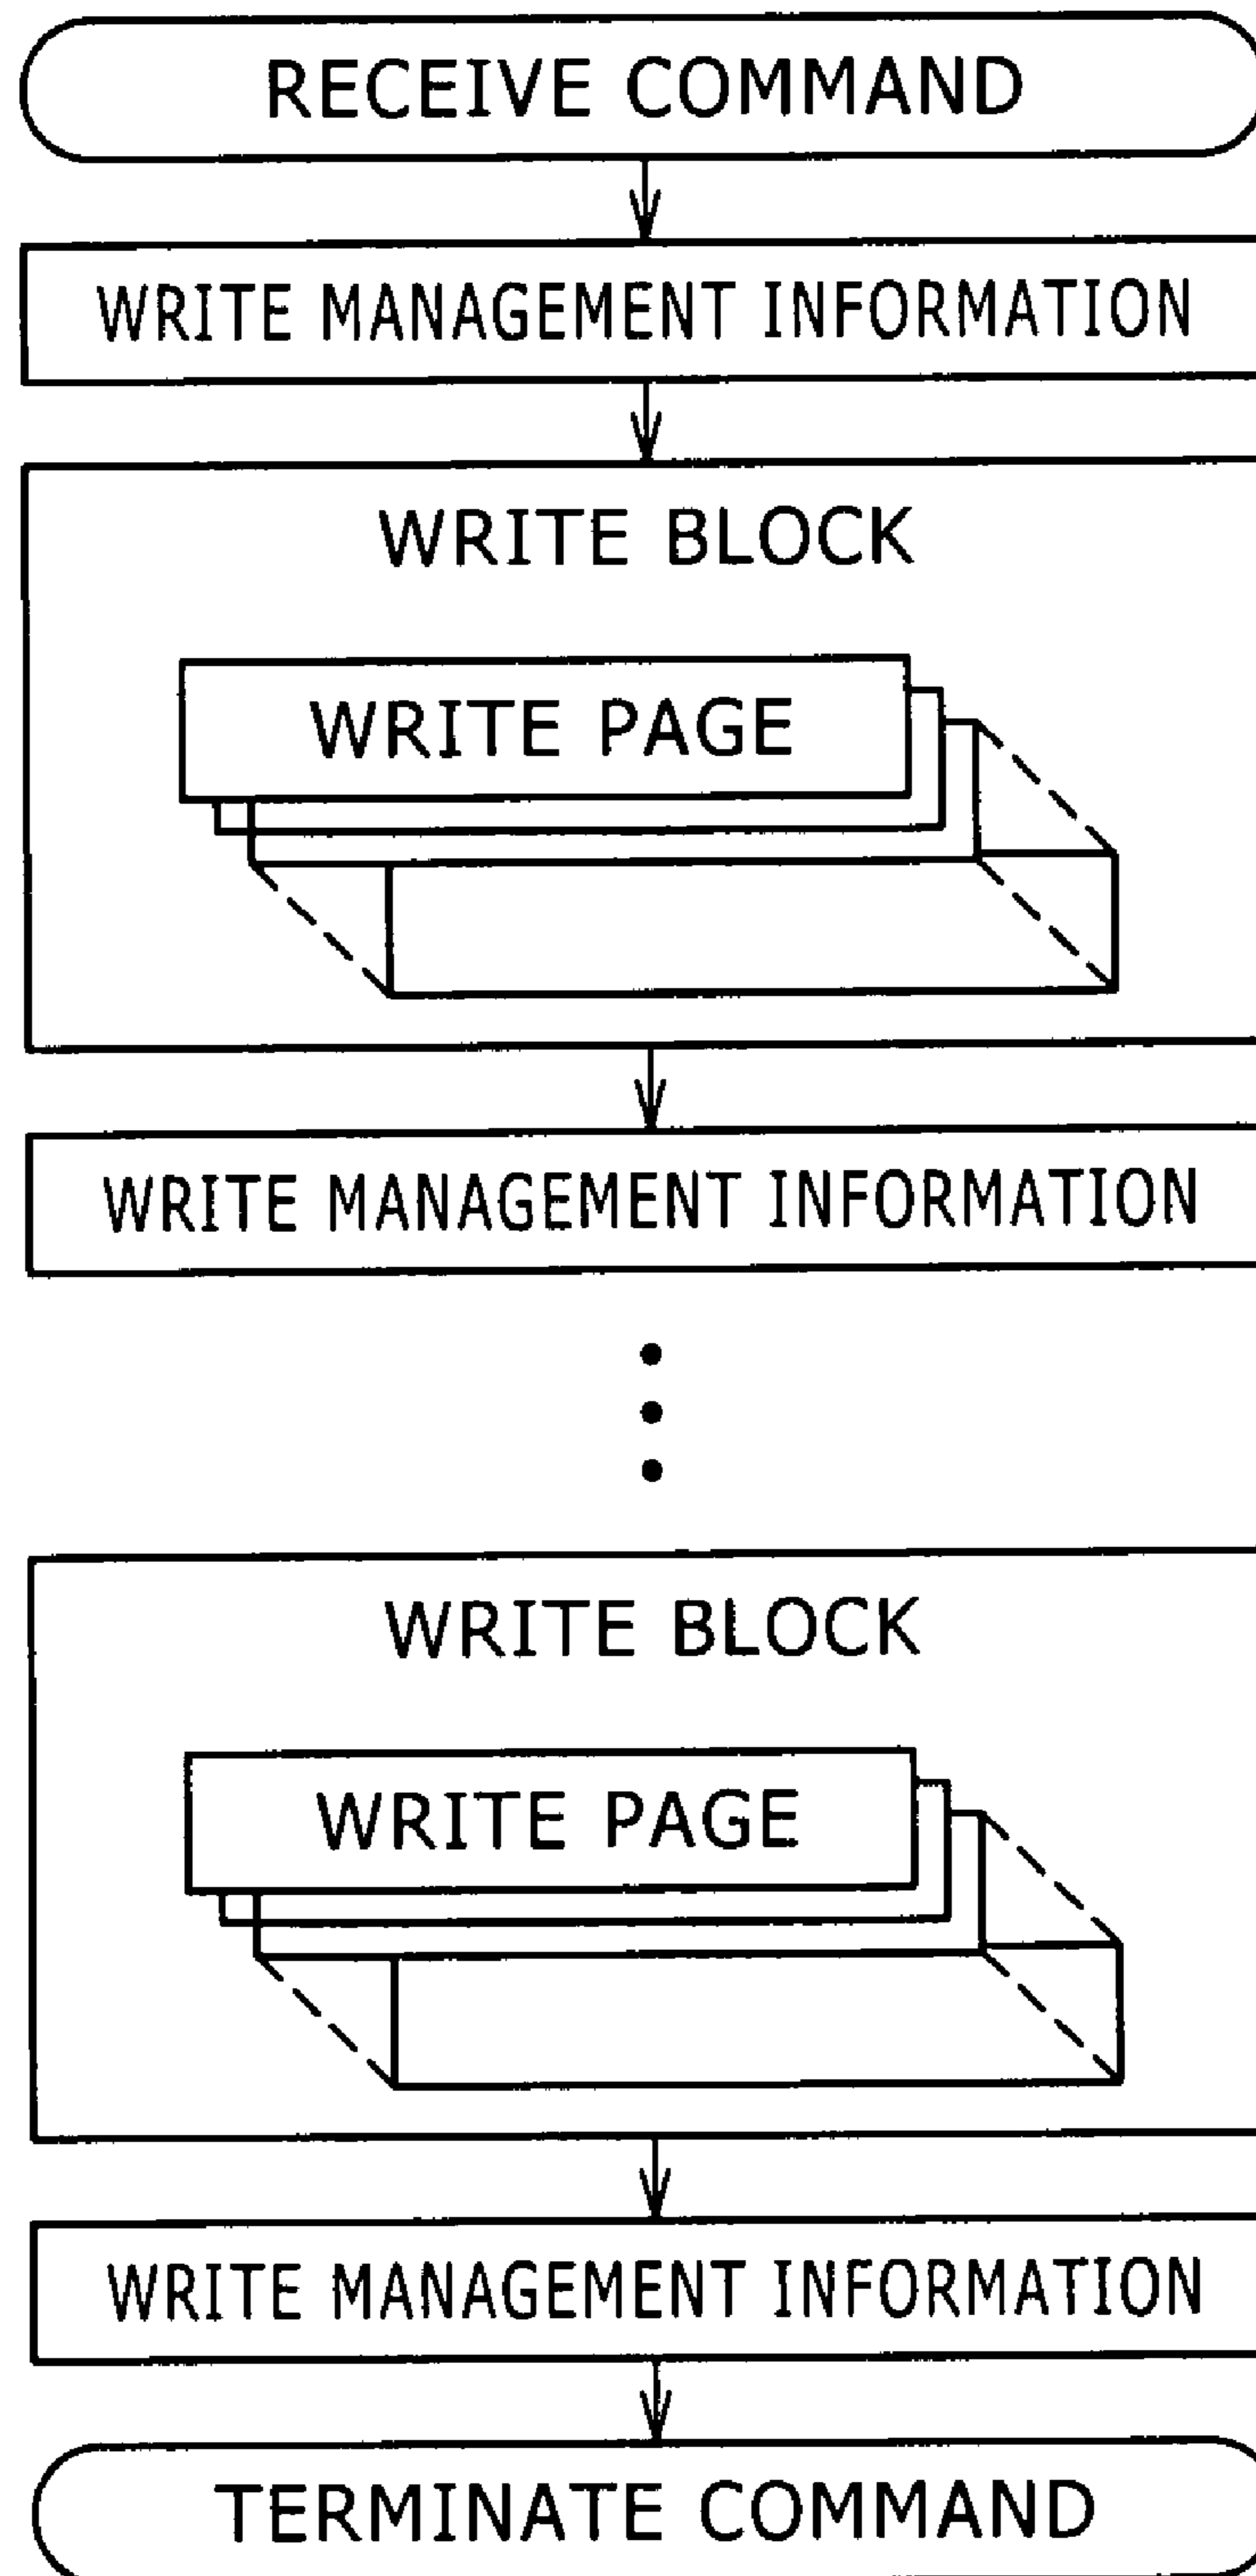 RECEIVE COMMAND
WRITE MANAGEMENT INFORMATION
WRITE BLOCK
WRITE PAGE
WRITE MANAGEMENT INFORMATION
WRITE BLOCK
WRITE PAGE
WRITE MANAGEMENT INFORMATION
TERMINATE COMMAND